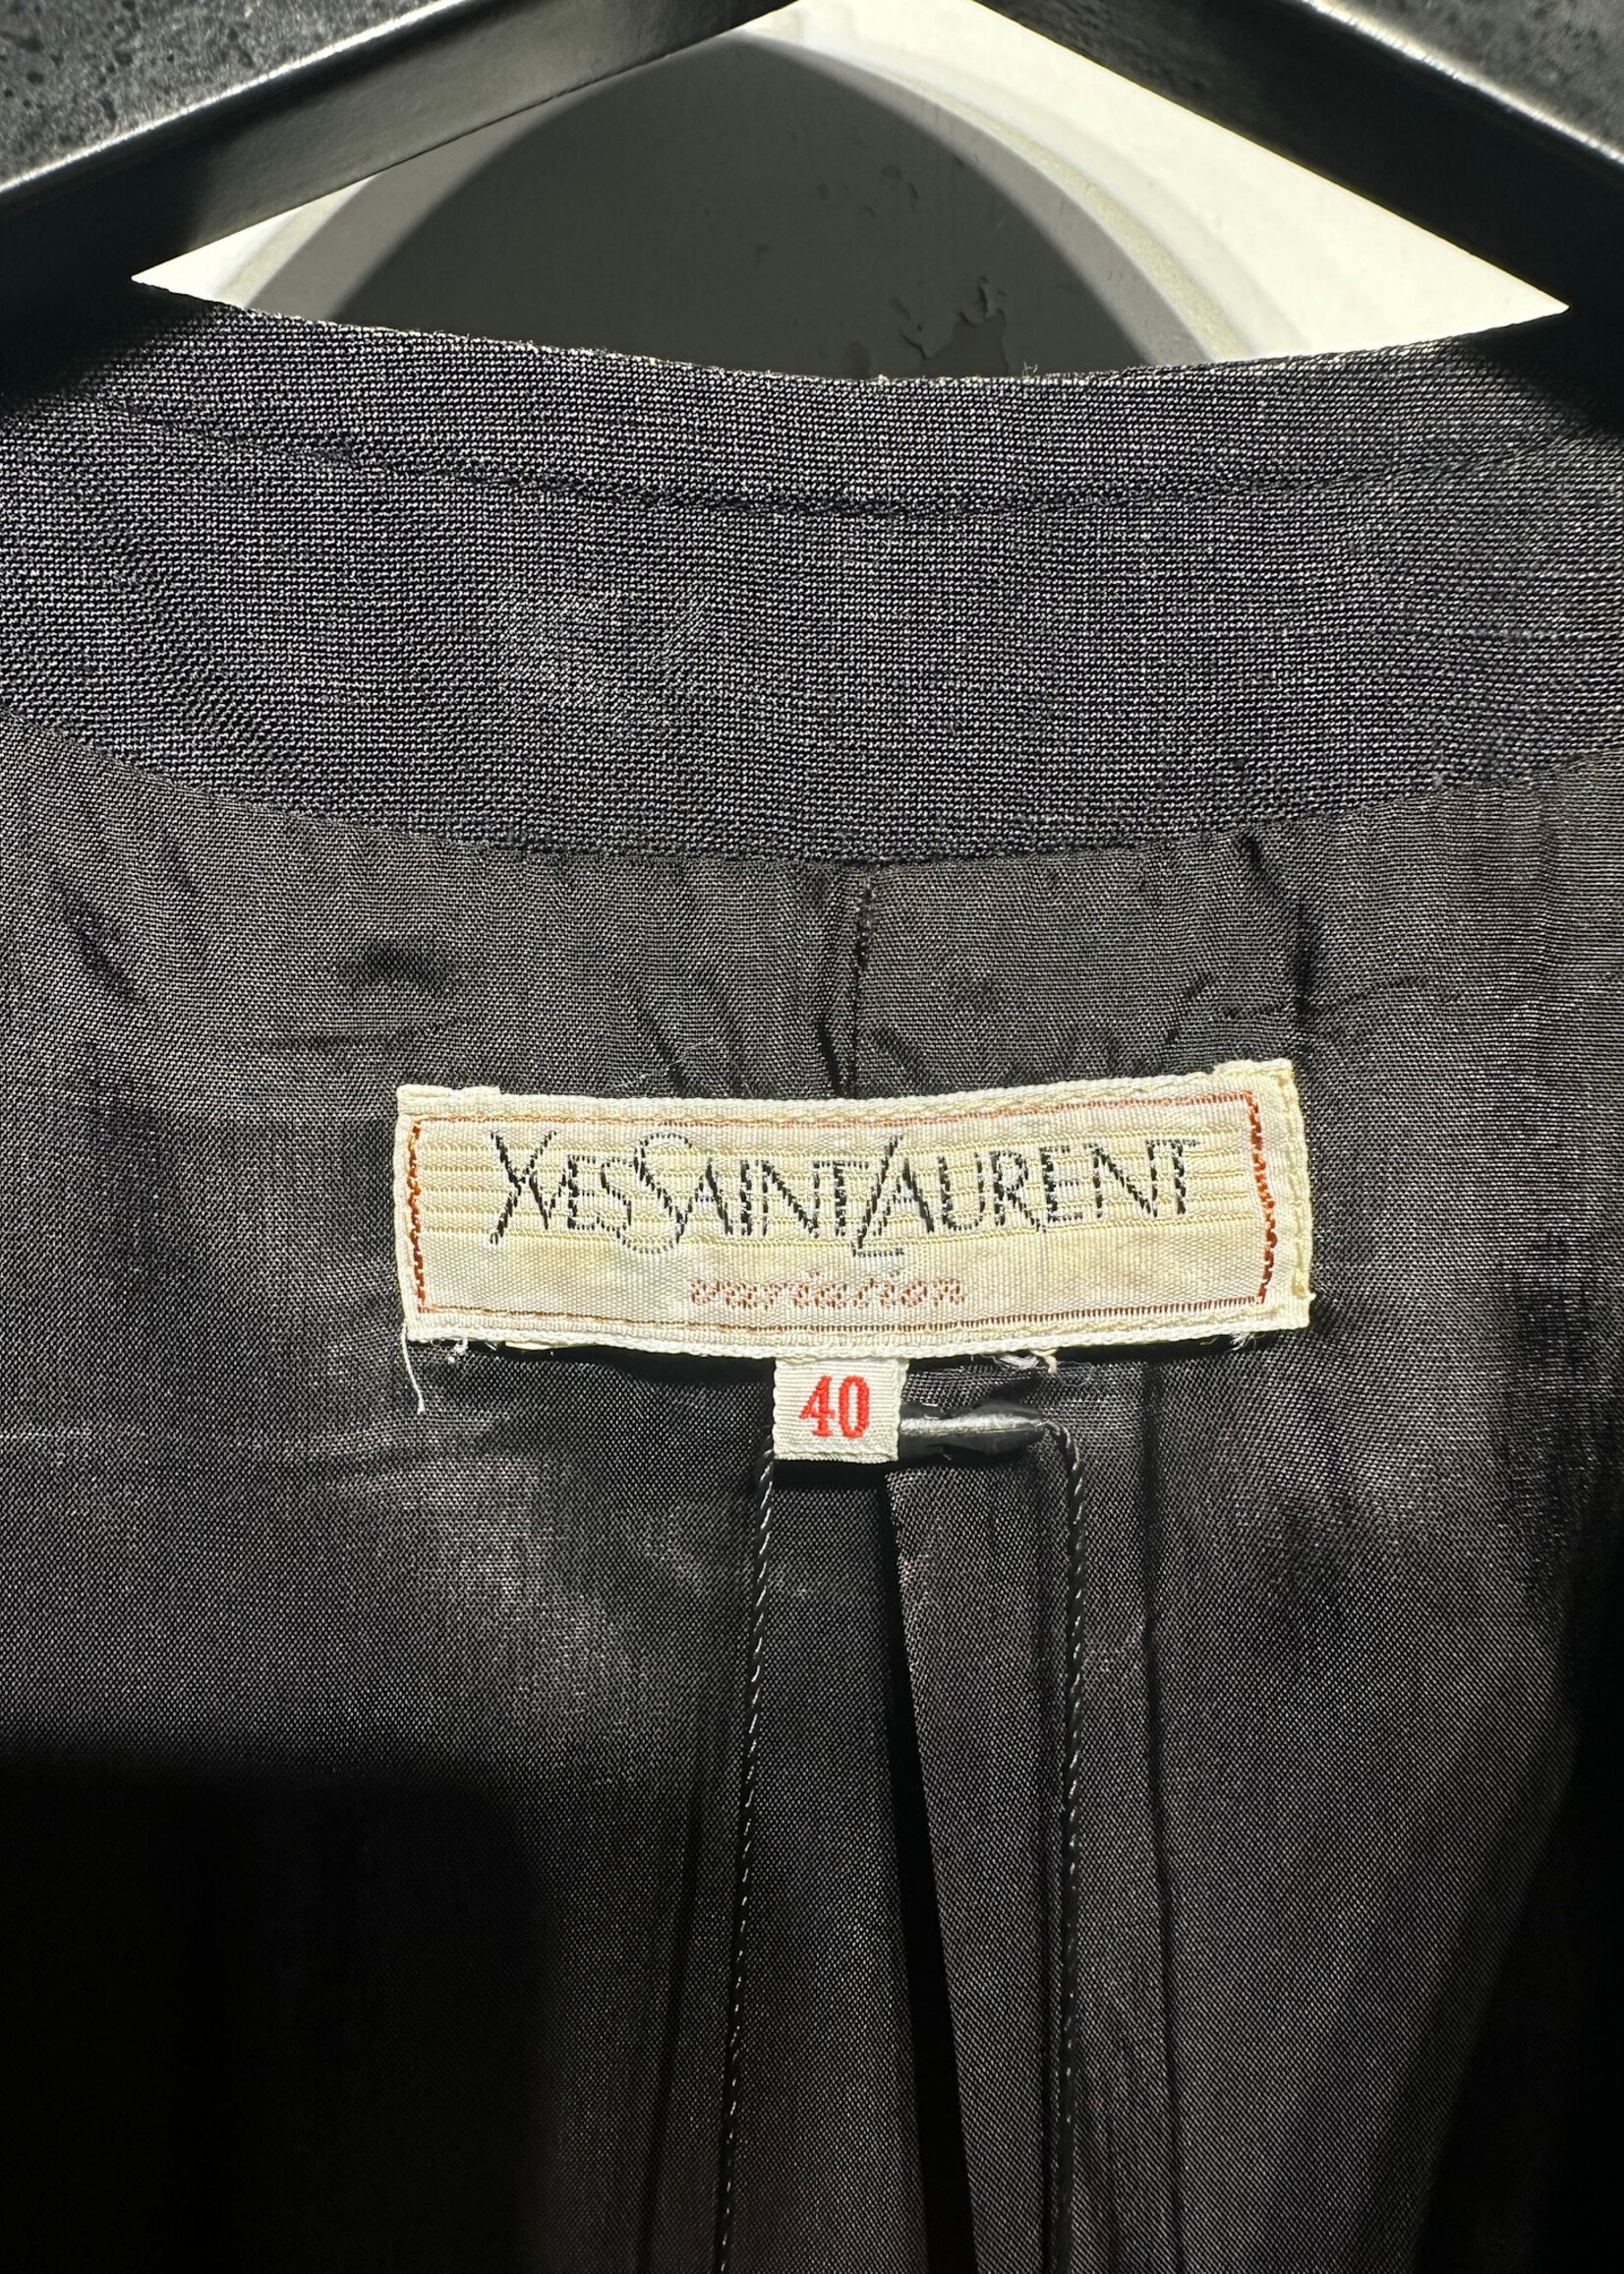 YVESSAINTLAURENT
variation
40